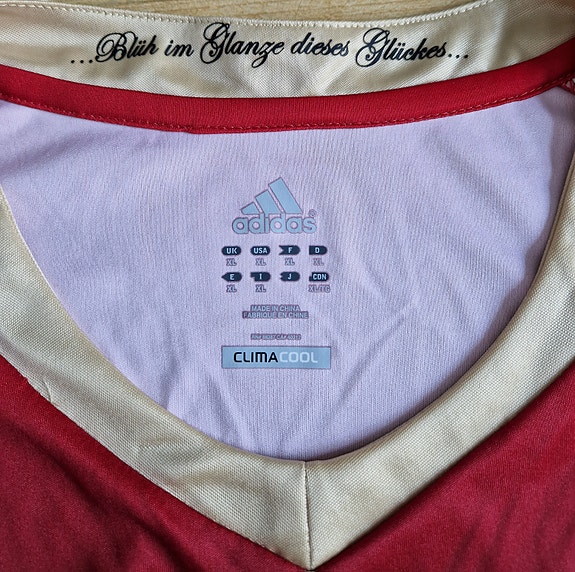 ...Blüh im Glanze dieses Glückes...
adidas®
UK USA F D
XL XL XL XL
E I J CDN
XL XL XL/TG
MADE IN CHINA
FABRIQUÉ EN CHINE
CLIMACOOL